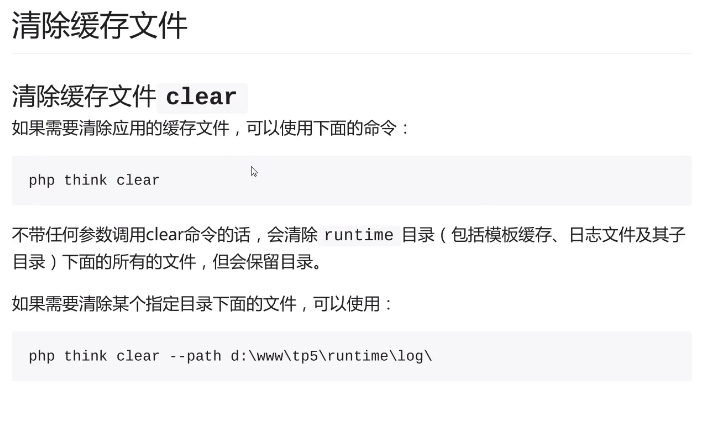 清除缓存文件
清除缓存文件 clear
如果需要清除应用的缓存文件，可以使用下面的命令：
php think clear
不带任何参数调用clear命令的话，会清除 runtime 目录（包括模板缓存、日志文件及其子
目录）下面的所有的文件，但会保留目录。
如果需要清除某个指定目录下面的文件，可以使用：
php think clear --path d:\www\tp5\runtime\log\